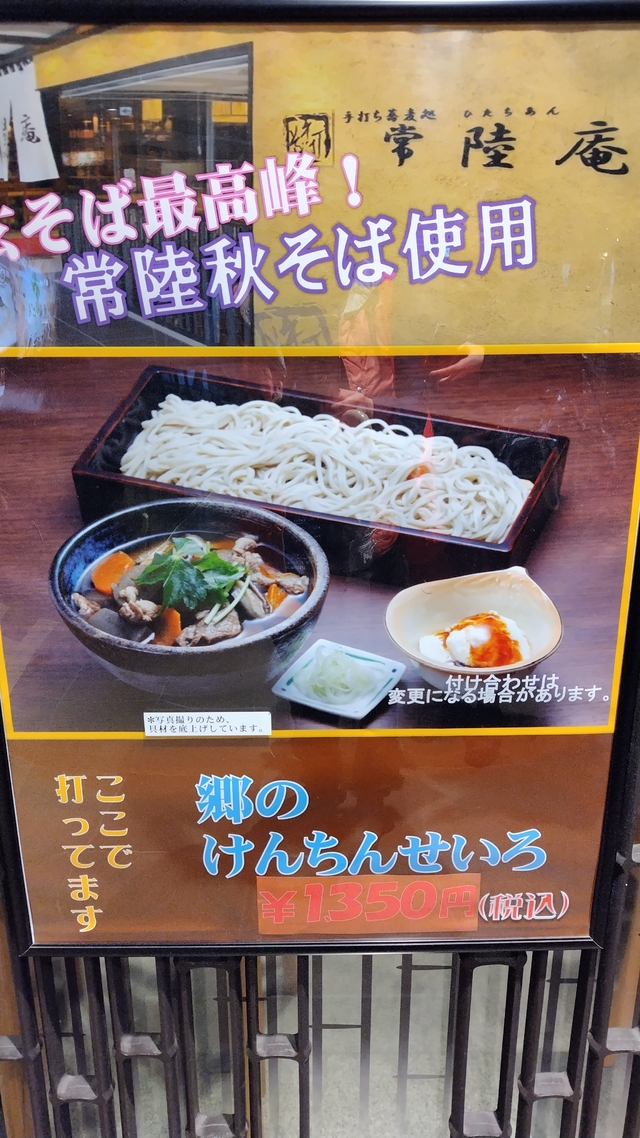 手打ち蕎麦処 ひたちあん
常陸庵
そば最高峰！
常陸秋そば使用
庵
付け合わせは
変更になる場合があります。
*写真撮りのため、
具材を底上げしています。
ここで
打ってます
郷の
けんちんせいろ
¥1,350円(税込)